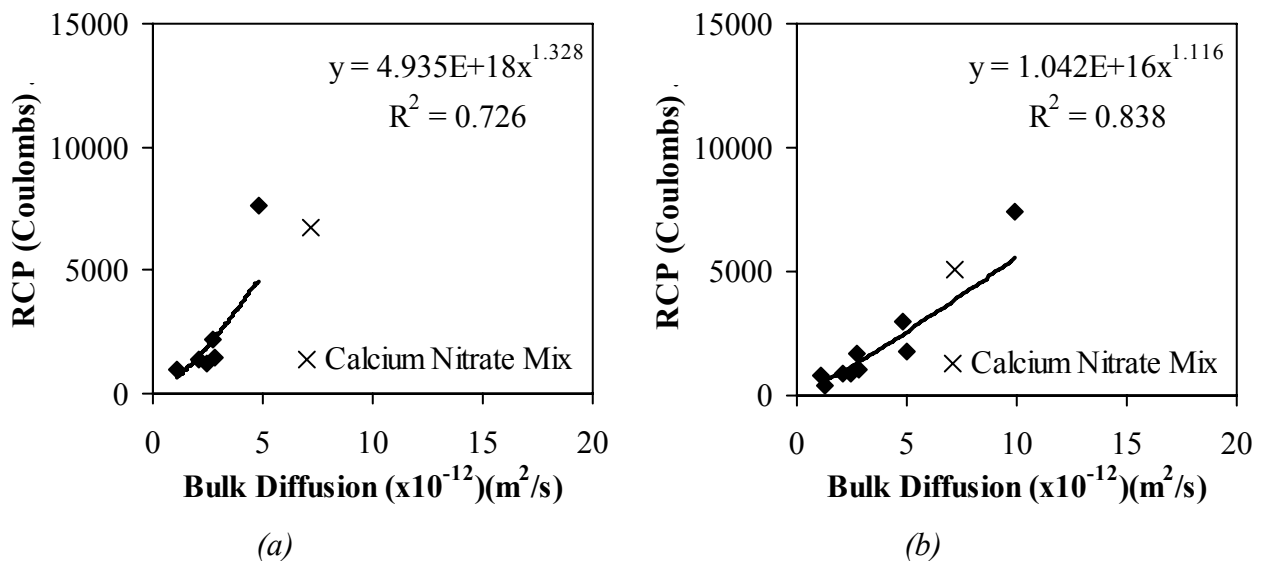 15000
10000
5000
0
RCP (Coulombs)
y = 4.935E+18x^1.328
R^2 = 0.726
× Calcium Nitrate Mix
0 5 10 15 20
Bulk Diffusion (x10^-12)(m^2/s)
(a)
15000
10000
5000
0
RCP (Coulombs)
y = 1.042E+16x^1.116
R^2 = 0.838
× Calcium Nitrate Mix
0 5 10 15 20
Bulk Diffusion (x10^-12)(m^2/s)
(b)